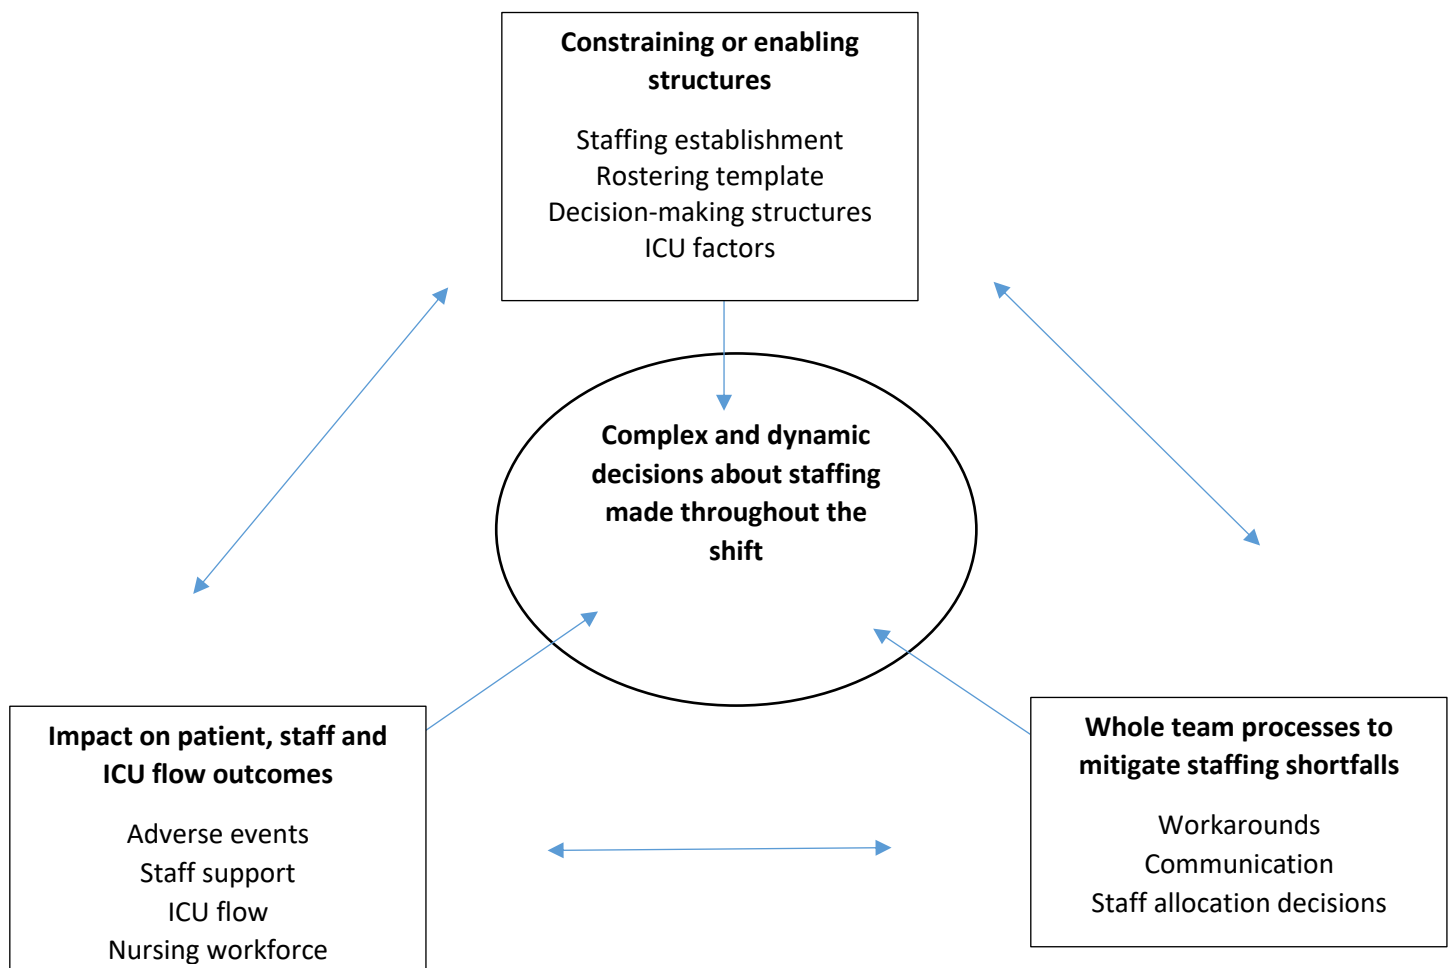 Constraining or enabling
structures
Staffing establishment
Rostering template
Decision-making structures
ICU factors
Complex and dynamic
decisions about staffing
made throughout the
shift
Impact on patient, staff and
ICU flow outcomes
Adverse events
Staff support
ICU flow
Nursing workforce
Whole team processes to
mitigate staffing shortfalls
Workarounds
Communication
Staff allocation decisions